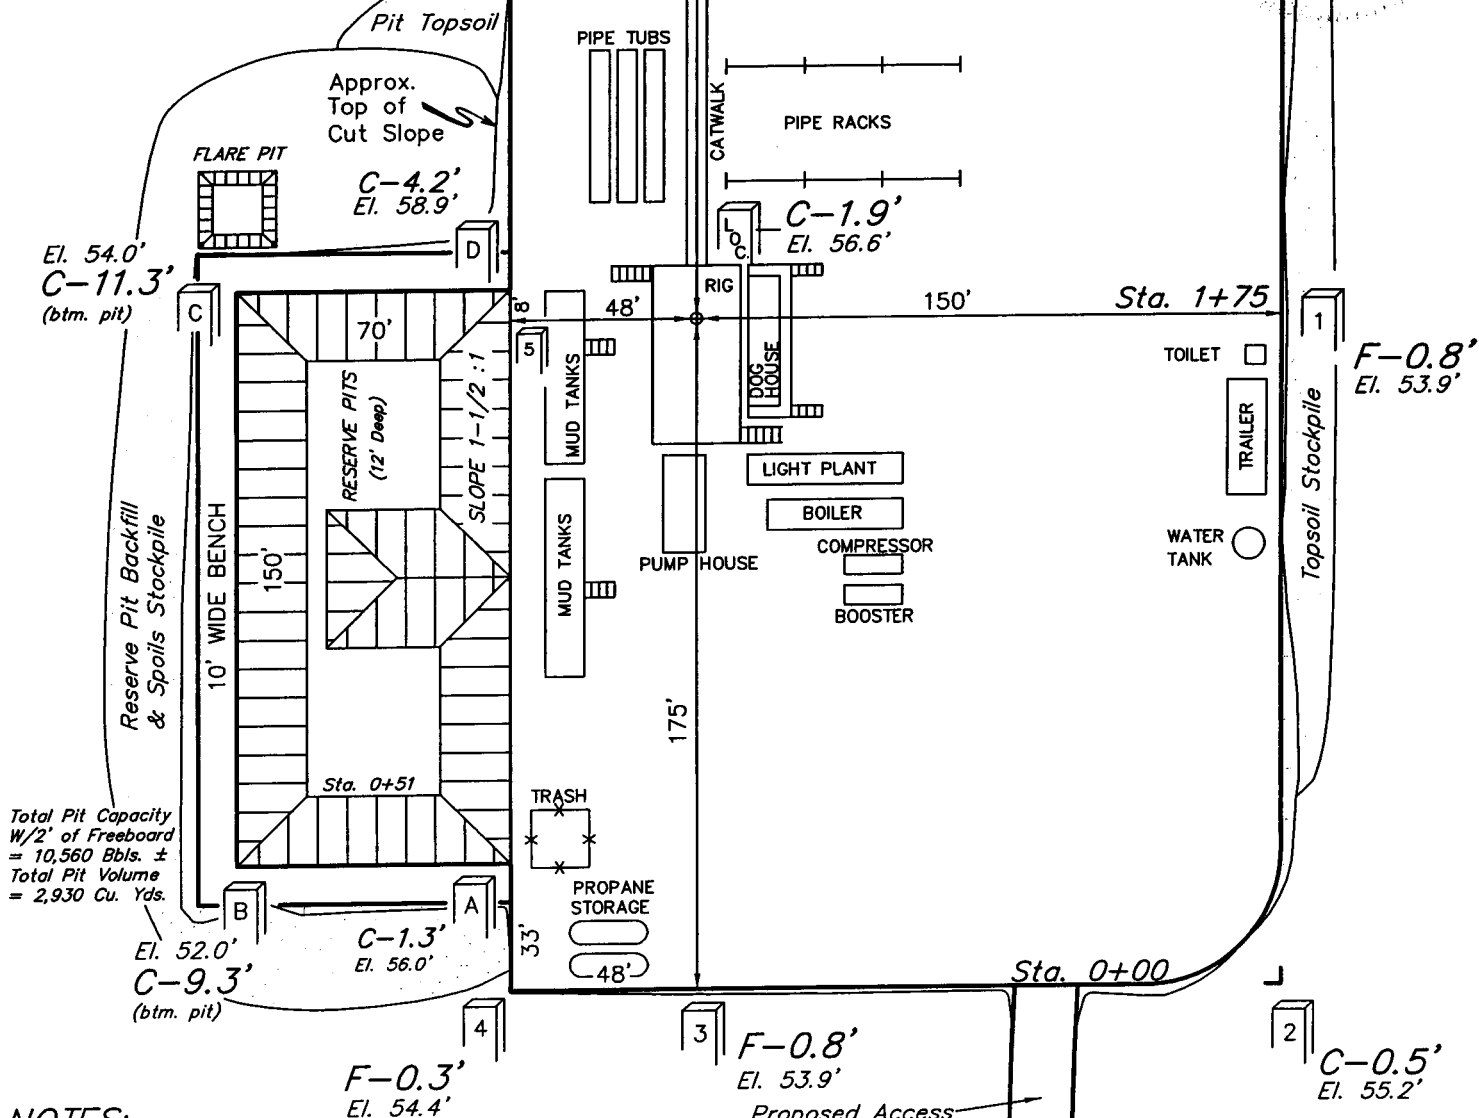 Pit Topsoil
PIPE TUBS
Approx.
Top of
Cut Slope
CATWALK
PIPE RACKS
FLARE PIT
C-4.2'
El. 58.9'
D
LOC.
C-1.9'
El. 56.6'
El. 54.0'
C-11.3'
(btm. pit)
C
RIG
8'
48'
150'
Sta. 1+75
1
70'
5
TOILET
F-0.8'
El. 53.9'
RESERVE PITS
(12' Deep)
SLOPE 1-1/2 :1
MUD TANKS
DOG
HOUSE
TRAILER
Topsoil Stockpile
LIGHT PLANT
BOILER
COMPRESSOR
WATER
TANK
PUMP HOUSE
BOOSTER
MUD TANKS
Reserve Pit Backfill
& Spoils Stockpile
10' WIDE BENCH
150'
175'
Sta. 0+51
TRASH
Total Pit Capacity
W/2' of Freeboard
= 10,560 Bbls. ±
Total Pit Volume
= 2,930 Cu. Yds.
PROPANE
STORAGE
B
A
33'
48'
El. 52.0'
C-9.3'
(btm. pit)
C-1.3'
El. 56.0'
Sta. 0+00
4
3
2
F-0.3'
El. 54.4'
F-0.8'
El. 53.9'
C-0.5'
El. 55.2'
NOTES:
Proposed Access